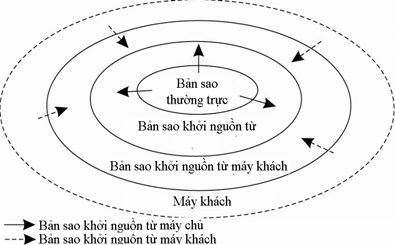 Bản sao
thường trực
Bản sao khởi nguồn từ
Bản sao khởi nguồn từ máy khách
Máy khách
Bản sao khởi nguồn từ máy chủ
Bản sao khởi nguồn từ máy khách